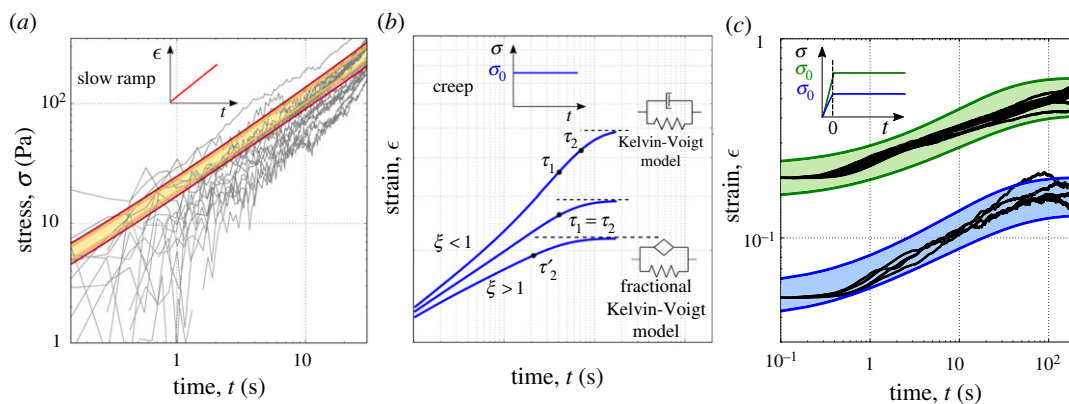 (a)
stress, σ (Pa)
10²
10
1
slow ramp
ϵ
t
1
10
time, t (s)
(b)
strain, ϵ
σ
σ₀
creep
t
τ₂
τ₁
Kelvin-Voigt
model
ξ < 1
τ₁ = τ₂
ξ > 1
τ′₂
fractional
Kelvin-Voigt
model
time, t (s)
(c)
strain, ϵ
1
10⁻¹
σ
σ₀
σ₀
0
t
10⁻¹
1
10
10²
time, t (s)